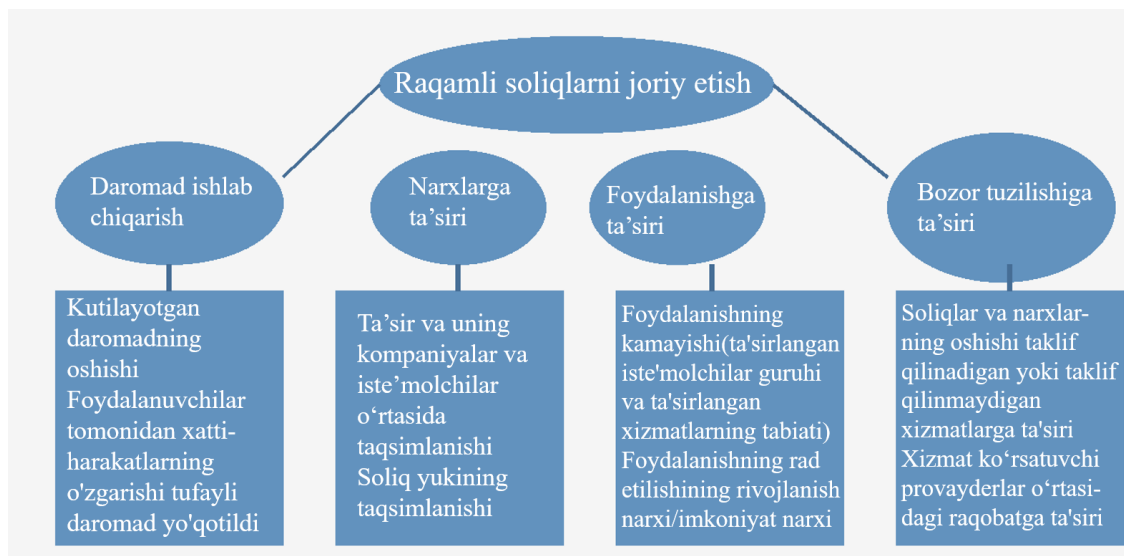 Raqamli soliqlarni joriy etish
Daromad ishlab
chiqarish
Narxlarga
ta’siri
Foydalanishga
ta’siri
Bozor tuzilishiga
ta’siri
Kutilayotgan
daromadning
oshishi
Foydalanuvchilar
tomonidan xatti-
harakatlarning
o'zgarishi tufayli
daromad yo'qotildi
Ta’sir va uning
kompaniyalar va
iste’molchilar
o‘rtasida
taqsimlanishi
Soliq yukining
taqsimlanishi
Foydalanishning
kamayishi(ta'sirlangan
iste'molchilar guruhi
va ta'sirlangan
xizmatlarning tabiati)
Foydalanishning rad
etilishining rivojlanish
narxi/imkoniyat narxi
Soliqlar va narxlar-
ning oshishi taklif
qilinadigan yoki taklif
qilinmaydigan
xizmatlarga ta'siri
Xizmat ko‘rsatuvchi
provayderlar o‘rtasi-
dagi raqobatga ta'siri